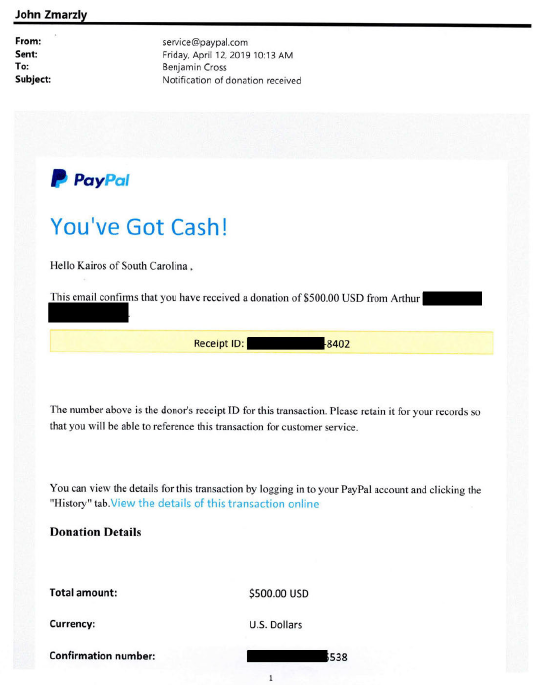 John Zmarzly
From: service@paypal.com
Sent: Friday, April 12, 2019 10:13 AM
To: Benjamin Cross
Subject: Notification of donation received
PayPal
You've Got Cash!
Hello Kairos of South Carolina ,
This email confirms that you have received a donation of $500.00 USD from Arthur
.
Receipt ID: -8402
The number above is the donor's receipt ID for this transaction. Please retain it for your records so
that you will be able to reference this transaction for customer service.
You can view the details for this transaction by logging in to your PayPal account and clicking the
"History" tab.View the details of this transaction online
Donation Details
Total amount: $500.00 USD
Currency: U.S. Dollars
Confirmation number: 5538
1